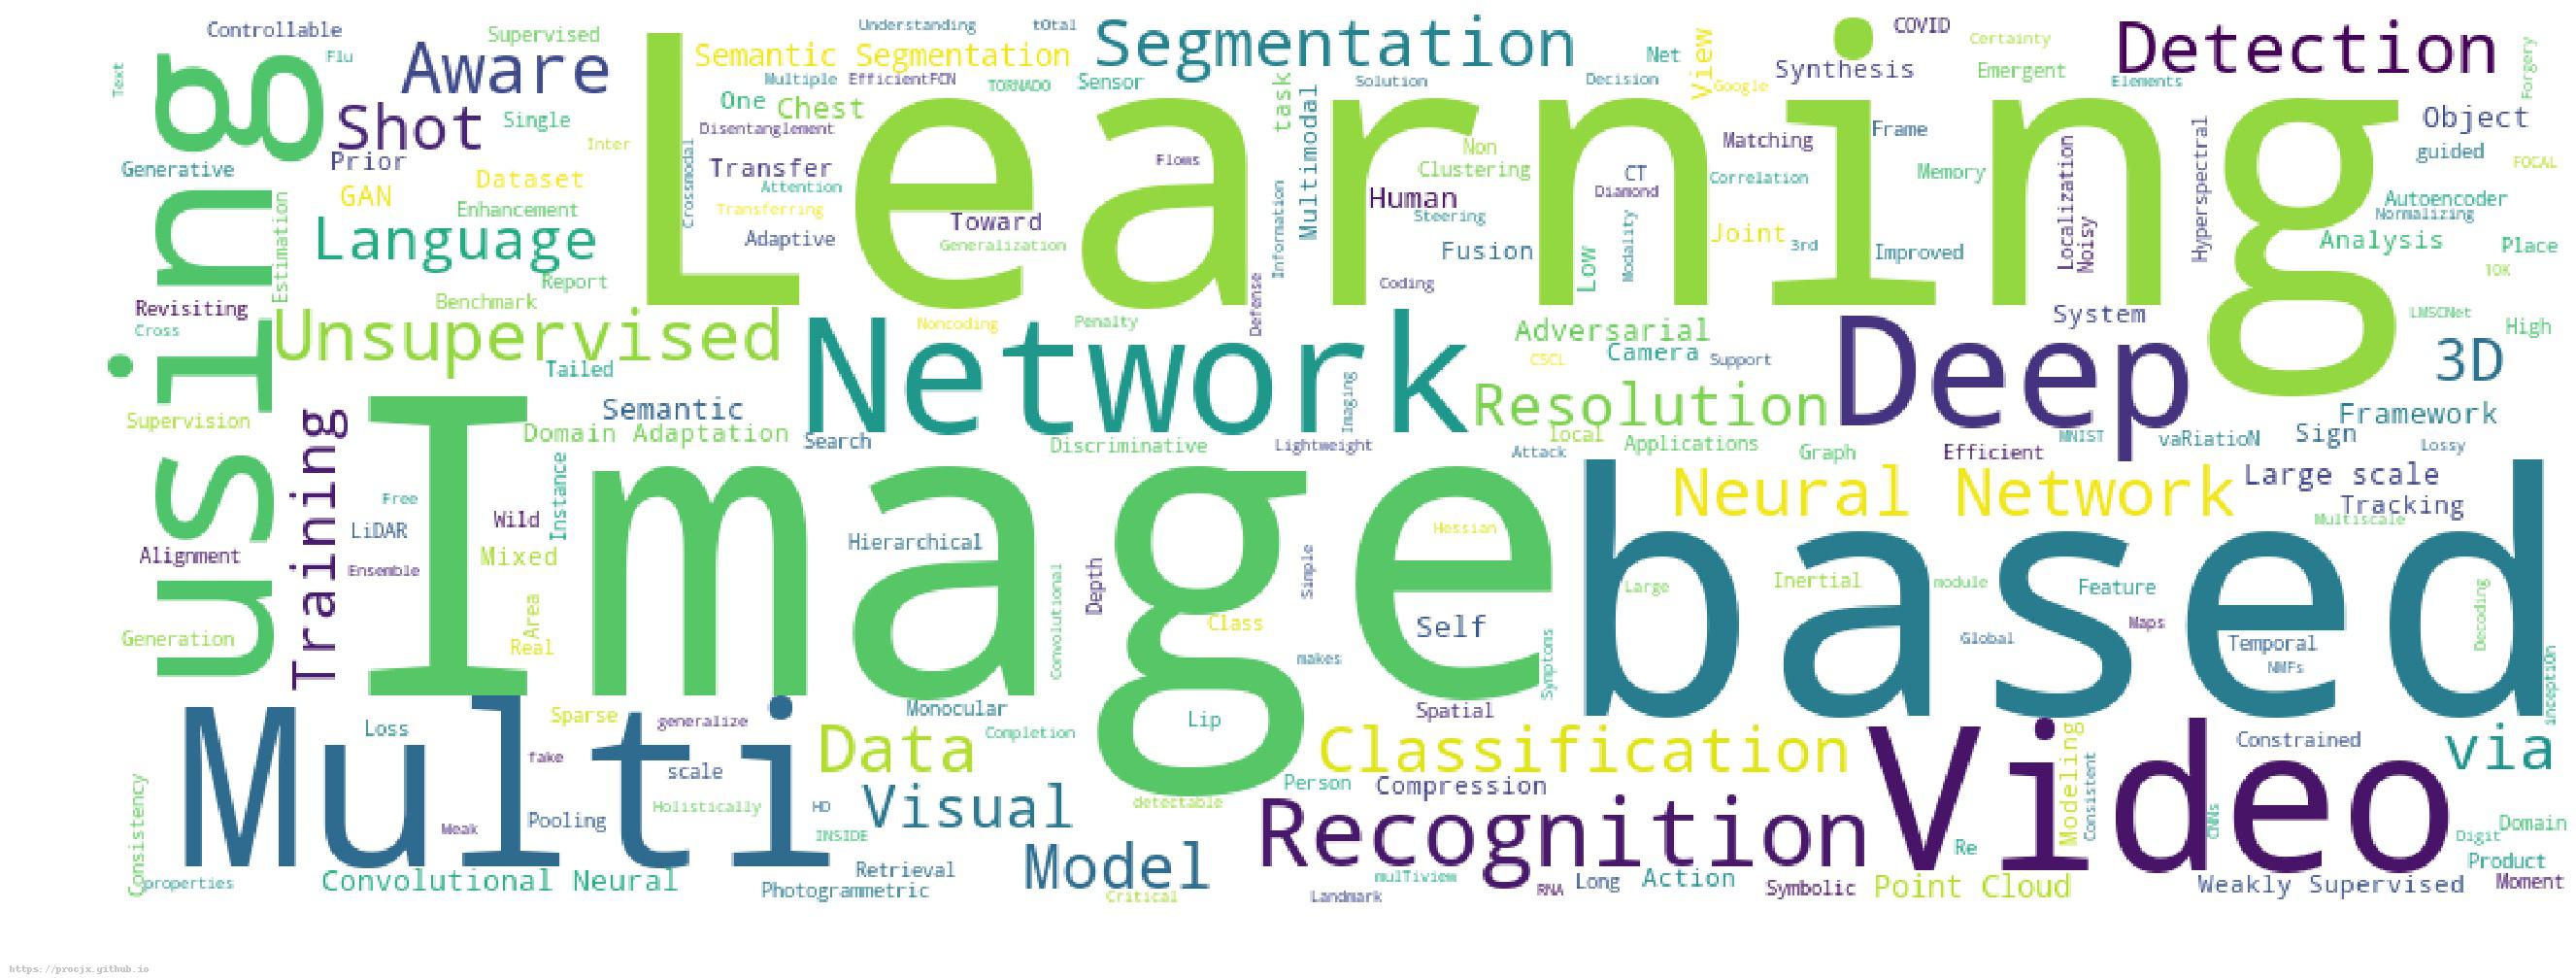 Controllable
Supervised
Understanding
tOtal
Segmentation
COVID
Certainty
Detection
Text
Flu
Aware
Semantic Segmentation
Multiple
EfficientFCN
TORNADO
Sensor
Solution
Decision
Net
View
Google
Synthesis
Emergent
Elements
Forgery
using
Learning
Shot
Single
One
Chest
Disentanglement
task
Multimodal
Non
Matching
Frame
Object
Inter
Generative
Prior
Transfer
Flows
Clustering
CT
Correlation
Memory
Localization
Hyperspectral
guided
FOCAL
GAN
Dataset
Attention
Human
Diamond
Autoencoder
Estimation
Enhancement
Crossmodal
Transferring
Toward
Steering
Normalizing
Language
Adaptive
Generalization
Information
Fusion
Low
Modality
Joint
3rd
Improved
Noisy
Analysis
Place
Report
Coding
10K
Revisiting
Benchmark
Defense
Cross
Unsupervised
Noncoding
Penalty
Adversarial
System
LMSCNet
High
Tailed
Network
CSCL
Camera
Support
Deep
3D
Supervision
Training
Semantic
Imaging
Resolution
Framework
Domain Adaptation
Search
Discriminative
Lightweight
Attack
local
Applications
Graph
Efficient
MNIST
vaRiatioN
Sign
Lossy
Image
Neural Network
Large scale
Free
Instance
Wild
Tracking
LiDAR
Hessian
Multiscale
Alignment
Mixed
Hierarchical
based
Ensemble
Convolutional
Depth
Simple
Large
Inertial
module
Feature
Decoding
Area
Class
Self
Maps
Generation
Real
makes
Global
Temporal
NMFs
Symptoms
inceptiOn
Multi
Loss
Sparse
generalize
Monocular
Lip
Spatial
Data
Completion
Classification
Video
Modeling
Constrained
via
fake
scale
Person
Compression
Consistent
Consistency
Holistically
HD
Visual
detectable
Weak
Pooling
INSIDE
Recognition
Re
CNNs
Digit
Domain
properties
Convolutional Neural
Retrieval
Photogrammetric
Model
Critical
Landmark
mulTiview
RNA
Long
Action
Symbolic
Point Cloud
Weakly Supervised
Product
Moment
https://procjx.github.io